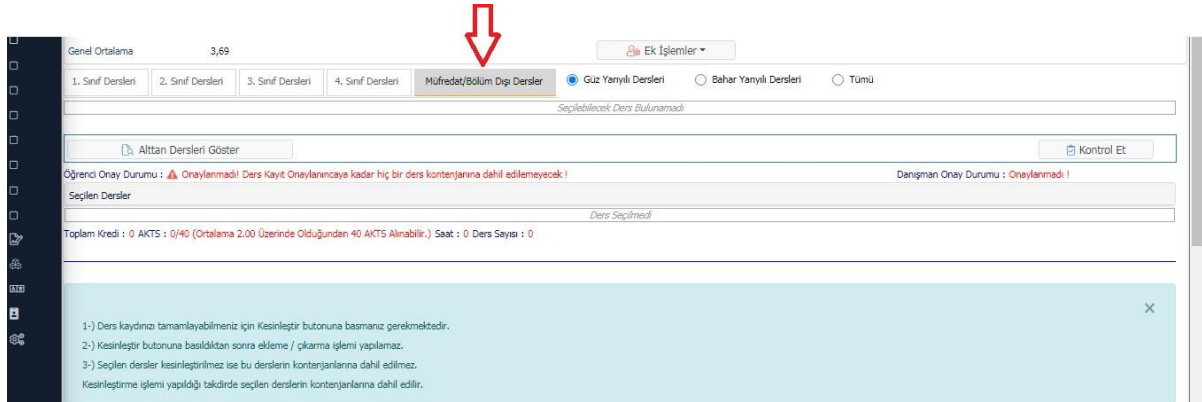 Genel Ortalama 3,69 Ek İşlemler
1. Sınıf Dersleri 2. Sınıf Dersleri 3. Sınıf Dersleri 4. Sınıf Dersleri Müfredat/Bölüm Dışı Dersler Güz Yarıyılı Dersleri Bahar Yarıyılı Dersleri Tümü
Seçilebilecek Ders Bulunamadı
Alttan Dersleri Göster Kontrol Et
Öğrenci Onay Durumu : Onaylanmadı! Ders Kayıt Onaylanıncaya kadar hiç bir ders kontenjanına dahil edilemeyecek ! Danışman Onay Durumu : Onaylanmadı !
Seçilen Dersler
Ders Seçilmedi
Toplam Kredi : 0 AKTS : 0/40 (Ortalama 2.00 Üzerinde Olduğundan 40 AKTS Alınabilir.) Saat : 0 Ders Sayısı : 0
1-) Ders kaydınızı tamamlayabilmeniz için Kesinleştir butonuna basmanız gerekmektedir.
2-) Kesinleştir butonuna basıldıktan sonra ekleme / çıkarma işlemi yapılamaz.
3-) Seçilen dersler kesinleştirilmez ise bu derslerin kontenjanlarına dahil edilmez.
Kesinleştirme işlemi yapıldığı takdirde seçilen derslerin kontenjanlarına dahil edilir.